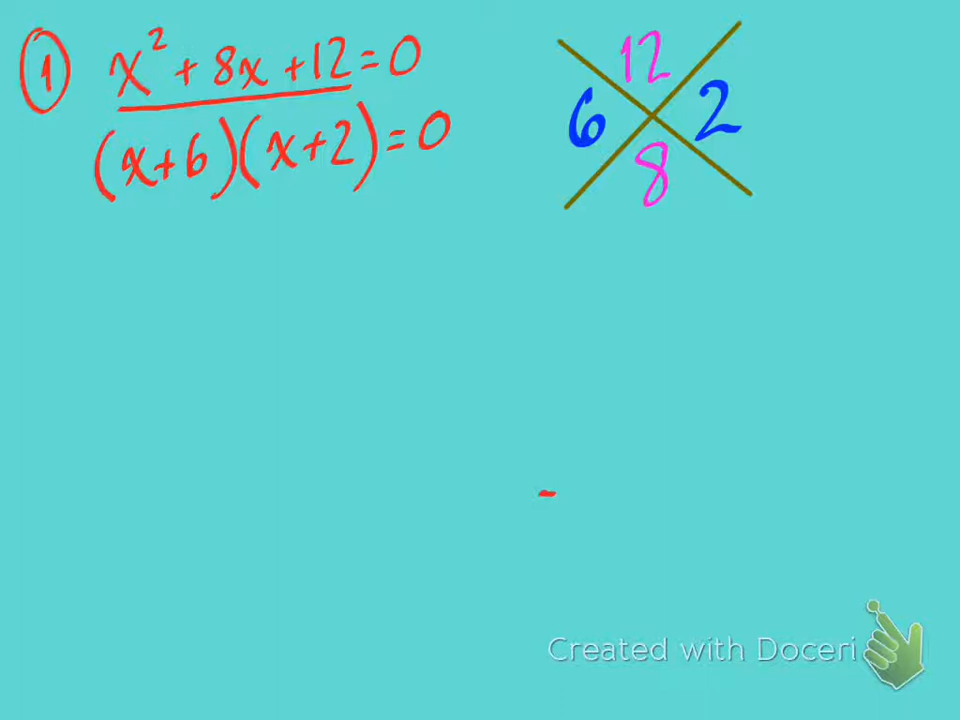 1 x² + 8x + 12 = 0
(x+6)(x+2) = 0
12
6 2
8
-
Created with Doceri